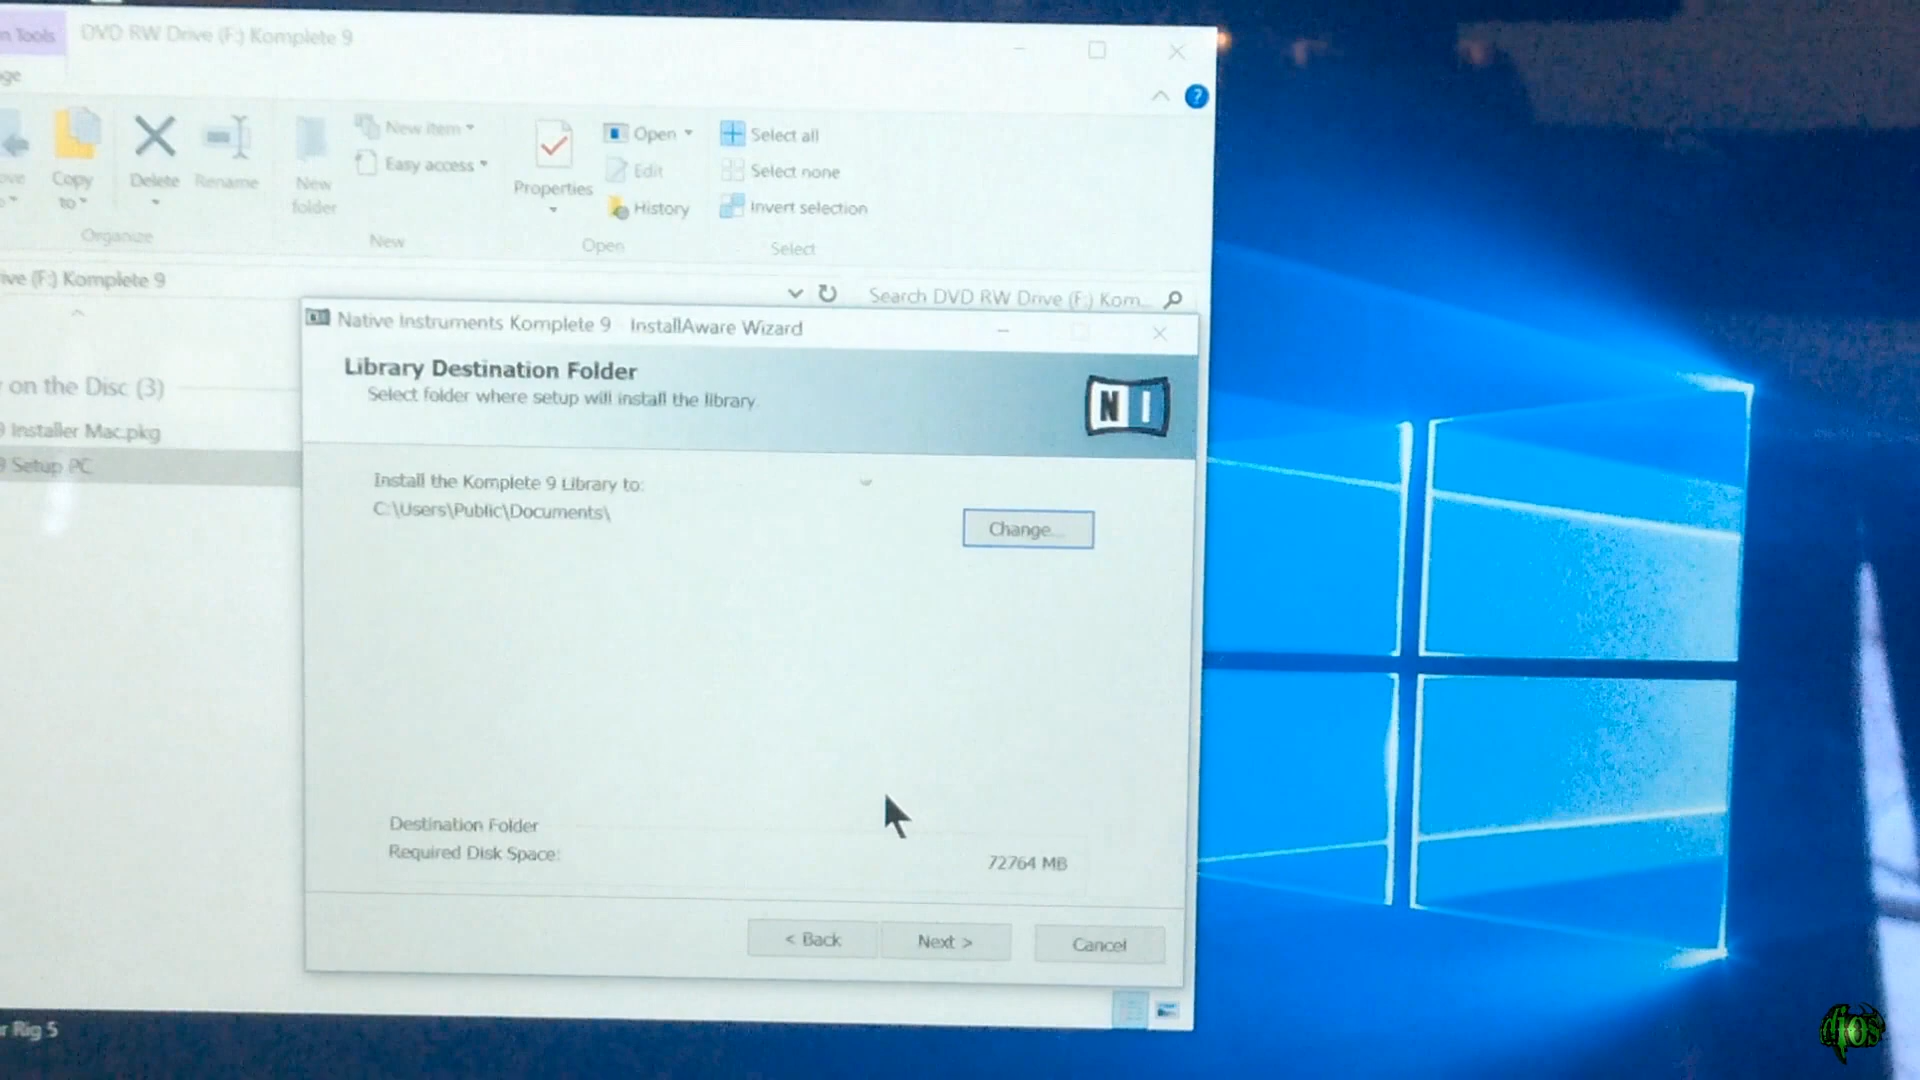 n Tools
DVD RW Drive (F:) Komplete 9
ge
Copy to
Delete
Rename
New folder
New item
Easy access
Properties
Open
Edit
History
Select all
Select none
Invert selection
Organize
New
Open
Select
ive (F:) Komplete 9
Search DVD RW Drive (F:) Kom...
on the Disc (3)
9 Installer Mac.pkg
9 Setup PC
Native Instruments Komplete 9 - InstallAware Wizard
Library Destination Folder
Select folder where setup will install the library.
NI
Install the Komplete 9 Library to:
C:\Users\Public\Documents\
Change...
Destination Folder
Required Disk Space:
72764 MB
< Back
Next >
Cancel
r Rig 5
djos